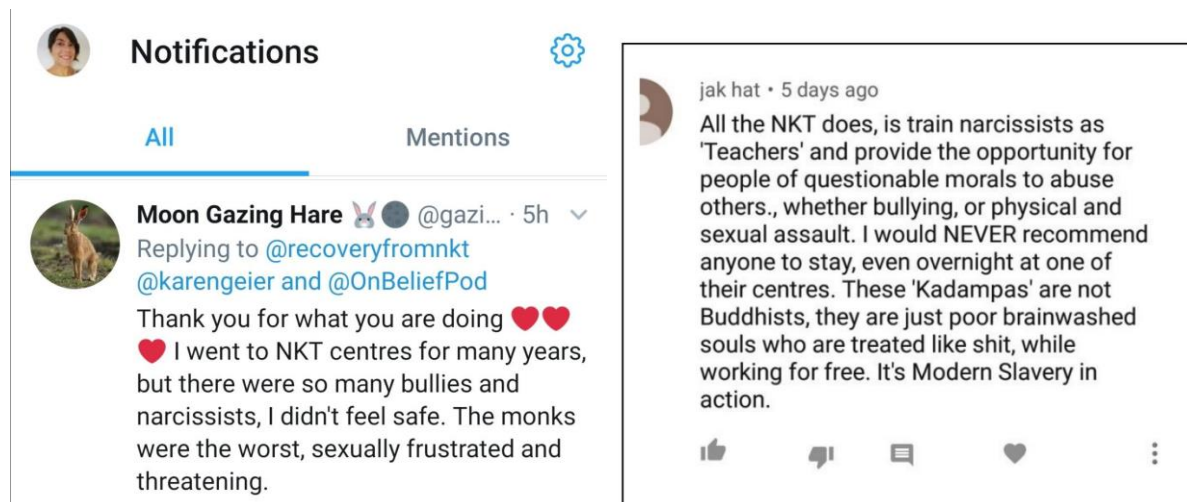 Notifications
All
Mentions
Moon Gazing Hare 🐰🌑 @gazi... · 5h
Replying to @recoveryfromnkt
@karengeier and @OnBeliefPod
Thank you for what you are doing ❤️❤️
❤️ I went to NKT centres for many years,
but there were so many bullies and
narcissists, I didn't feel safe. The monks
were the worst, sexually frustrated and
threatening.
jak hat • 5 days ago
All the NKT does, is train narcissists as
'Teachers' and provide the opportunity for
people of questionable morals to abuse
others., whether bullying, or physical and
sexual assault. I would NEVER recommend
anyone to stay, even overnight at one of
their centres. These 'Kadampas' are not
Buddhists, they are just poor brainwashed
souls who are treated like shit, while
working for free. It's Modern Slavery in
action.